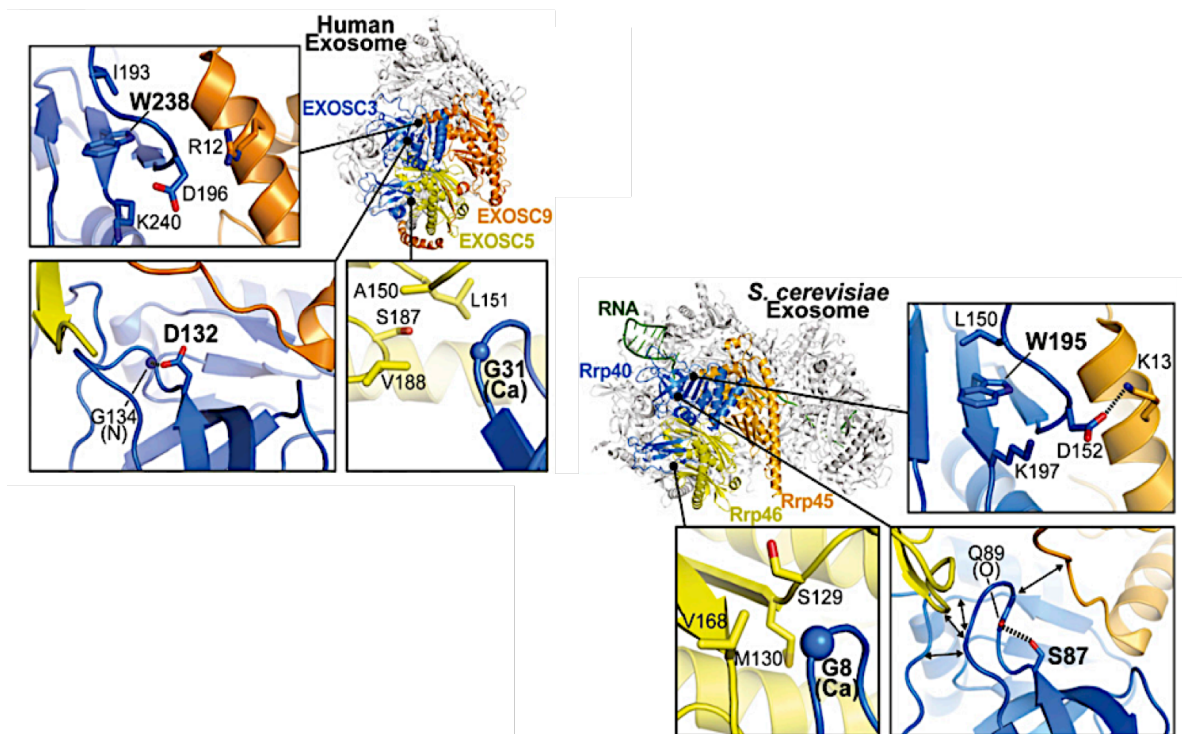 Human
Exosome
EXOSC3
EXOSC9
EXOSC5
I193
W238
R12
D196
K240
D132
G134
(N)
A150
L151
S187
V188
G31
(Ca)
S. cerevisiae
Exosome
RNA
Rrp40
Rrp45
Rrp46
L150
W195
K13
D152
K197
S129
V168
M130
G8
(Ca)
Q89
(O)
S87